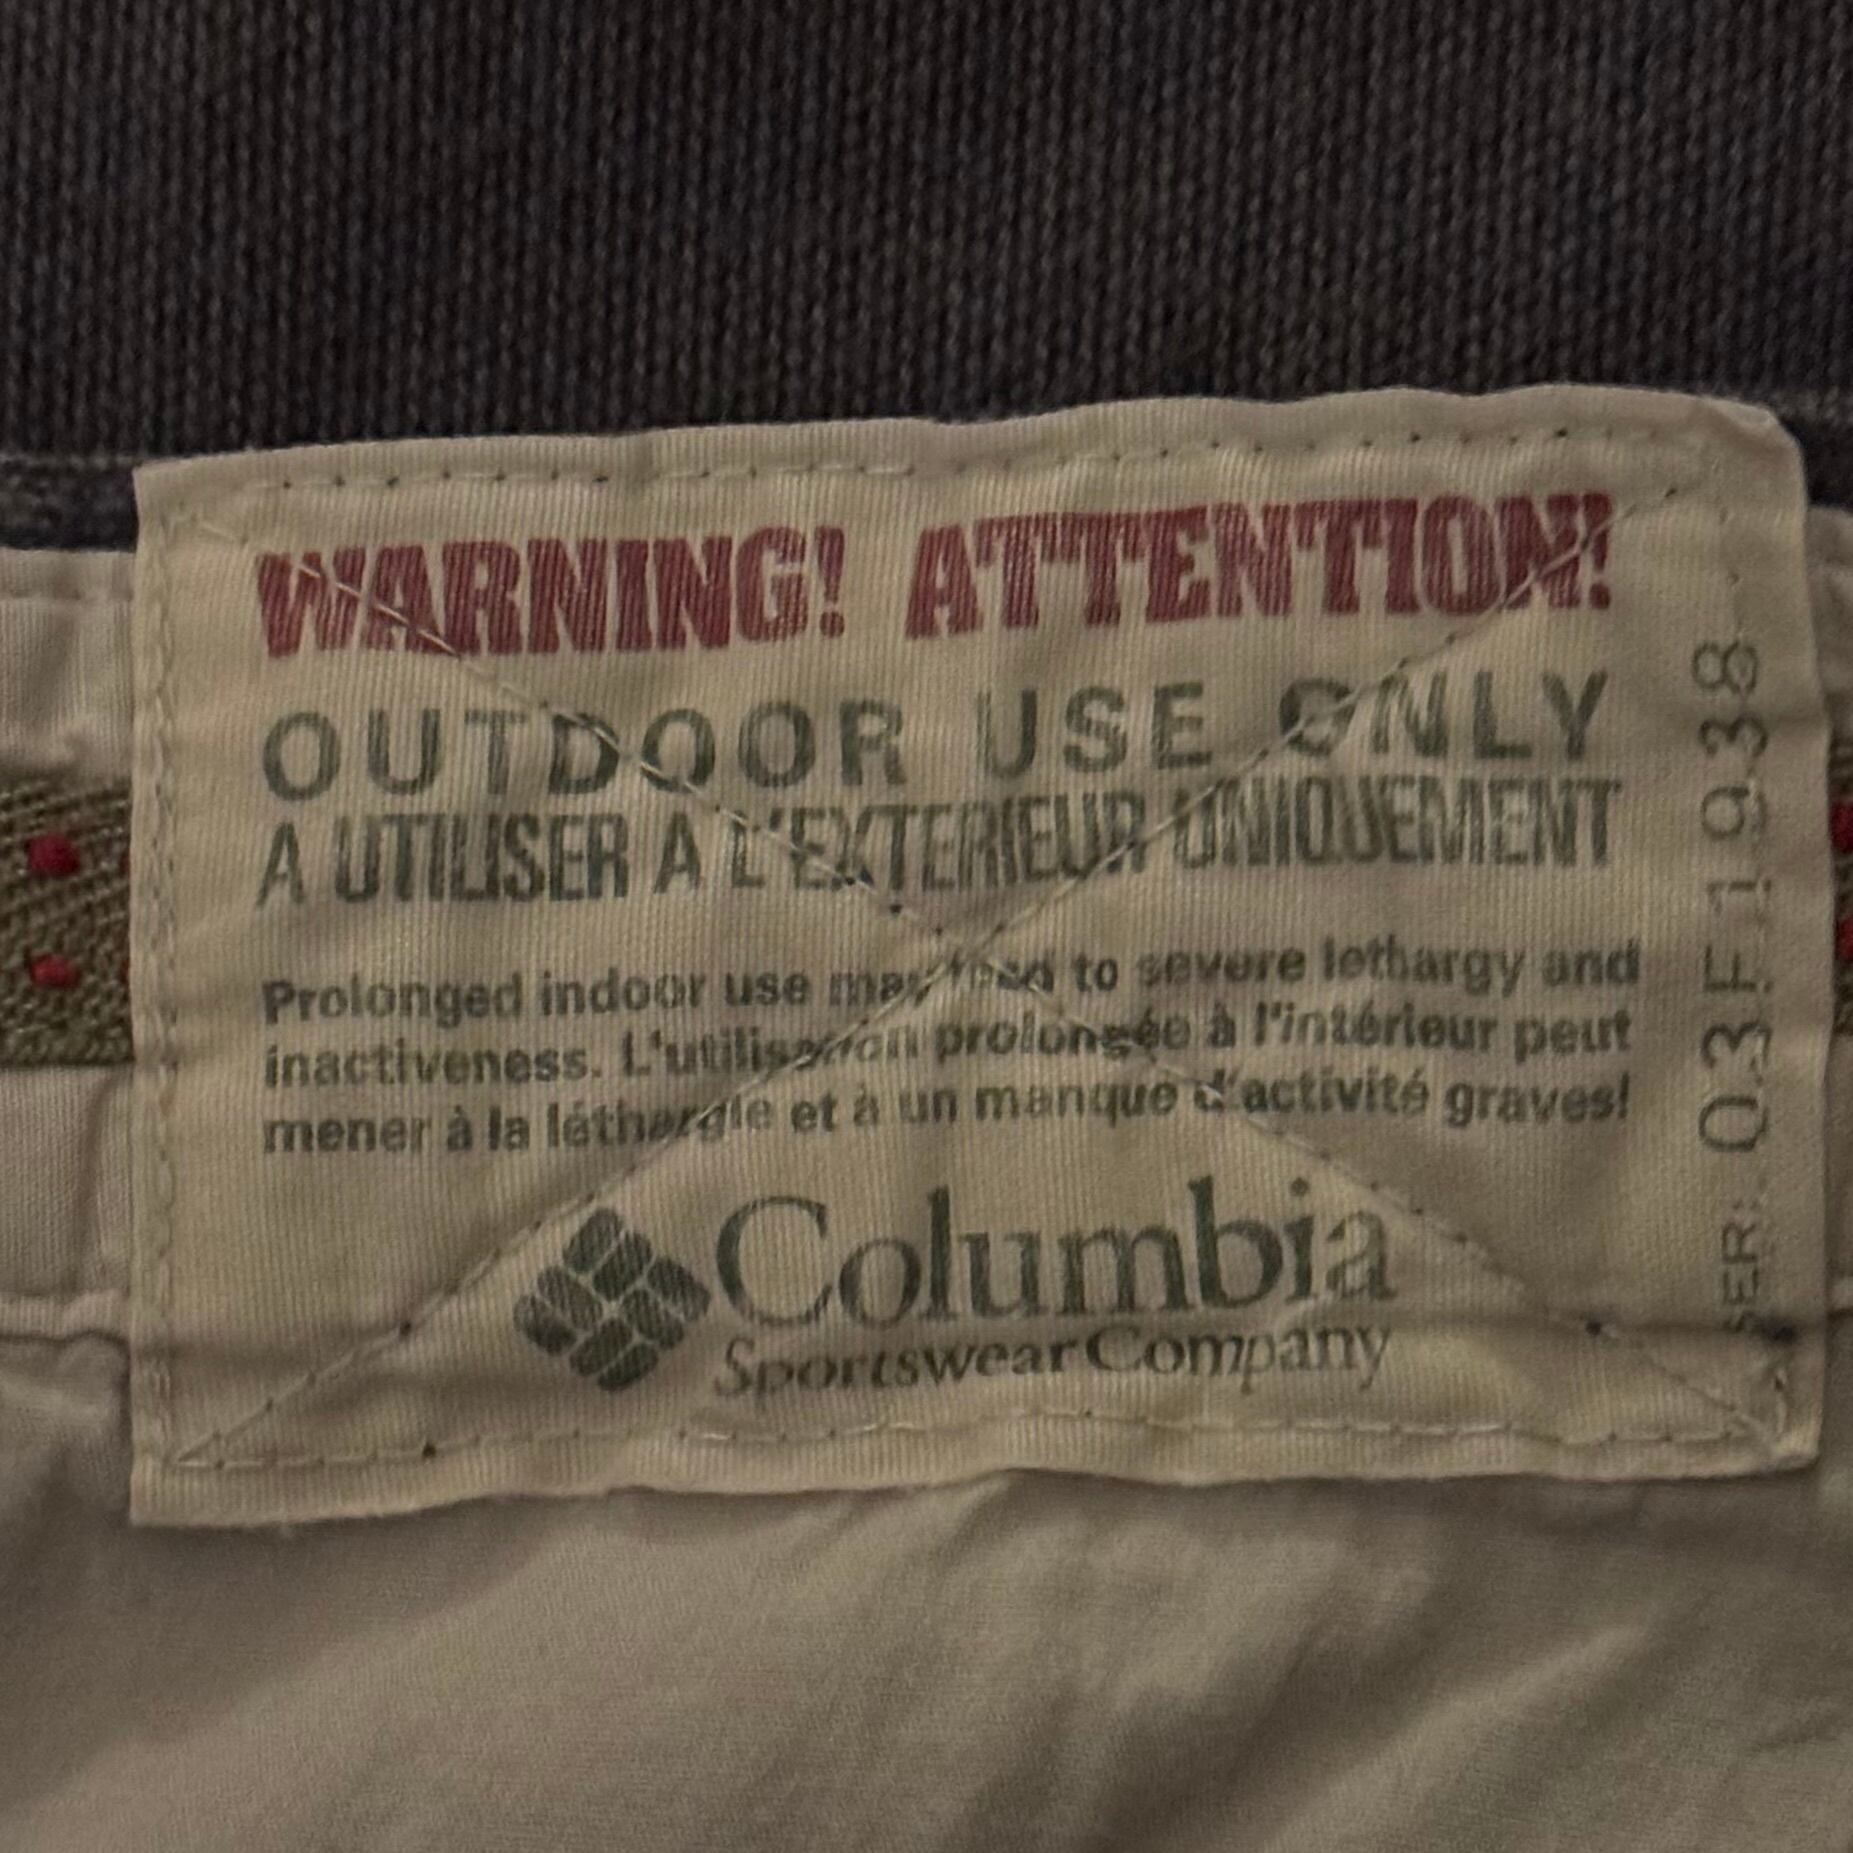 WARNING! ATTENTION!
OUTDOOR USE ONLY
A UTILISER A L'EXTERIEUR UNIQUEMENT
Prolonged indoor use may lead to severe lethargy and
inactiveness. L'utilisation prolongée à l'intérieur peut
mener à la léthargie et à un manque d'activité graves!
Columbia
Sportswear Company
SER: 03F1938